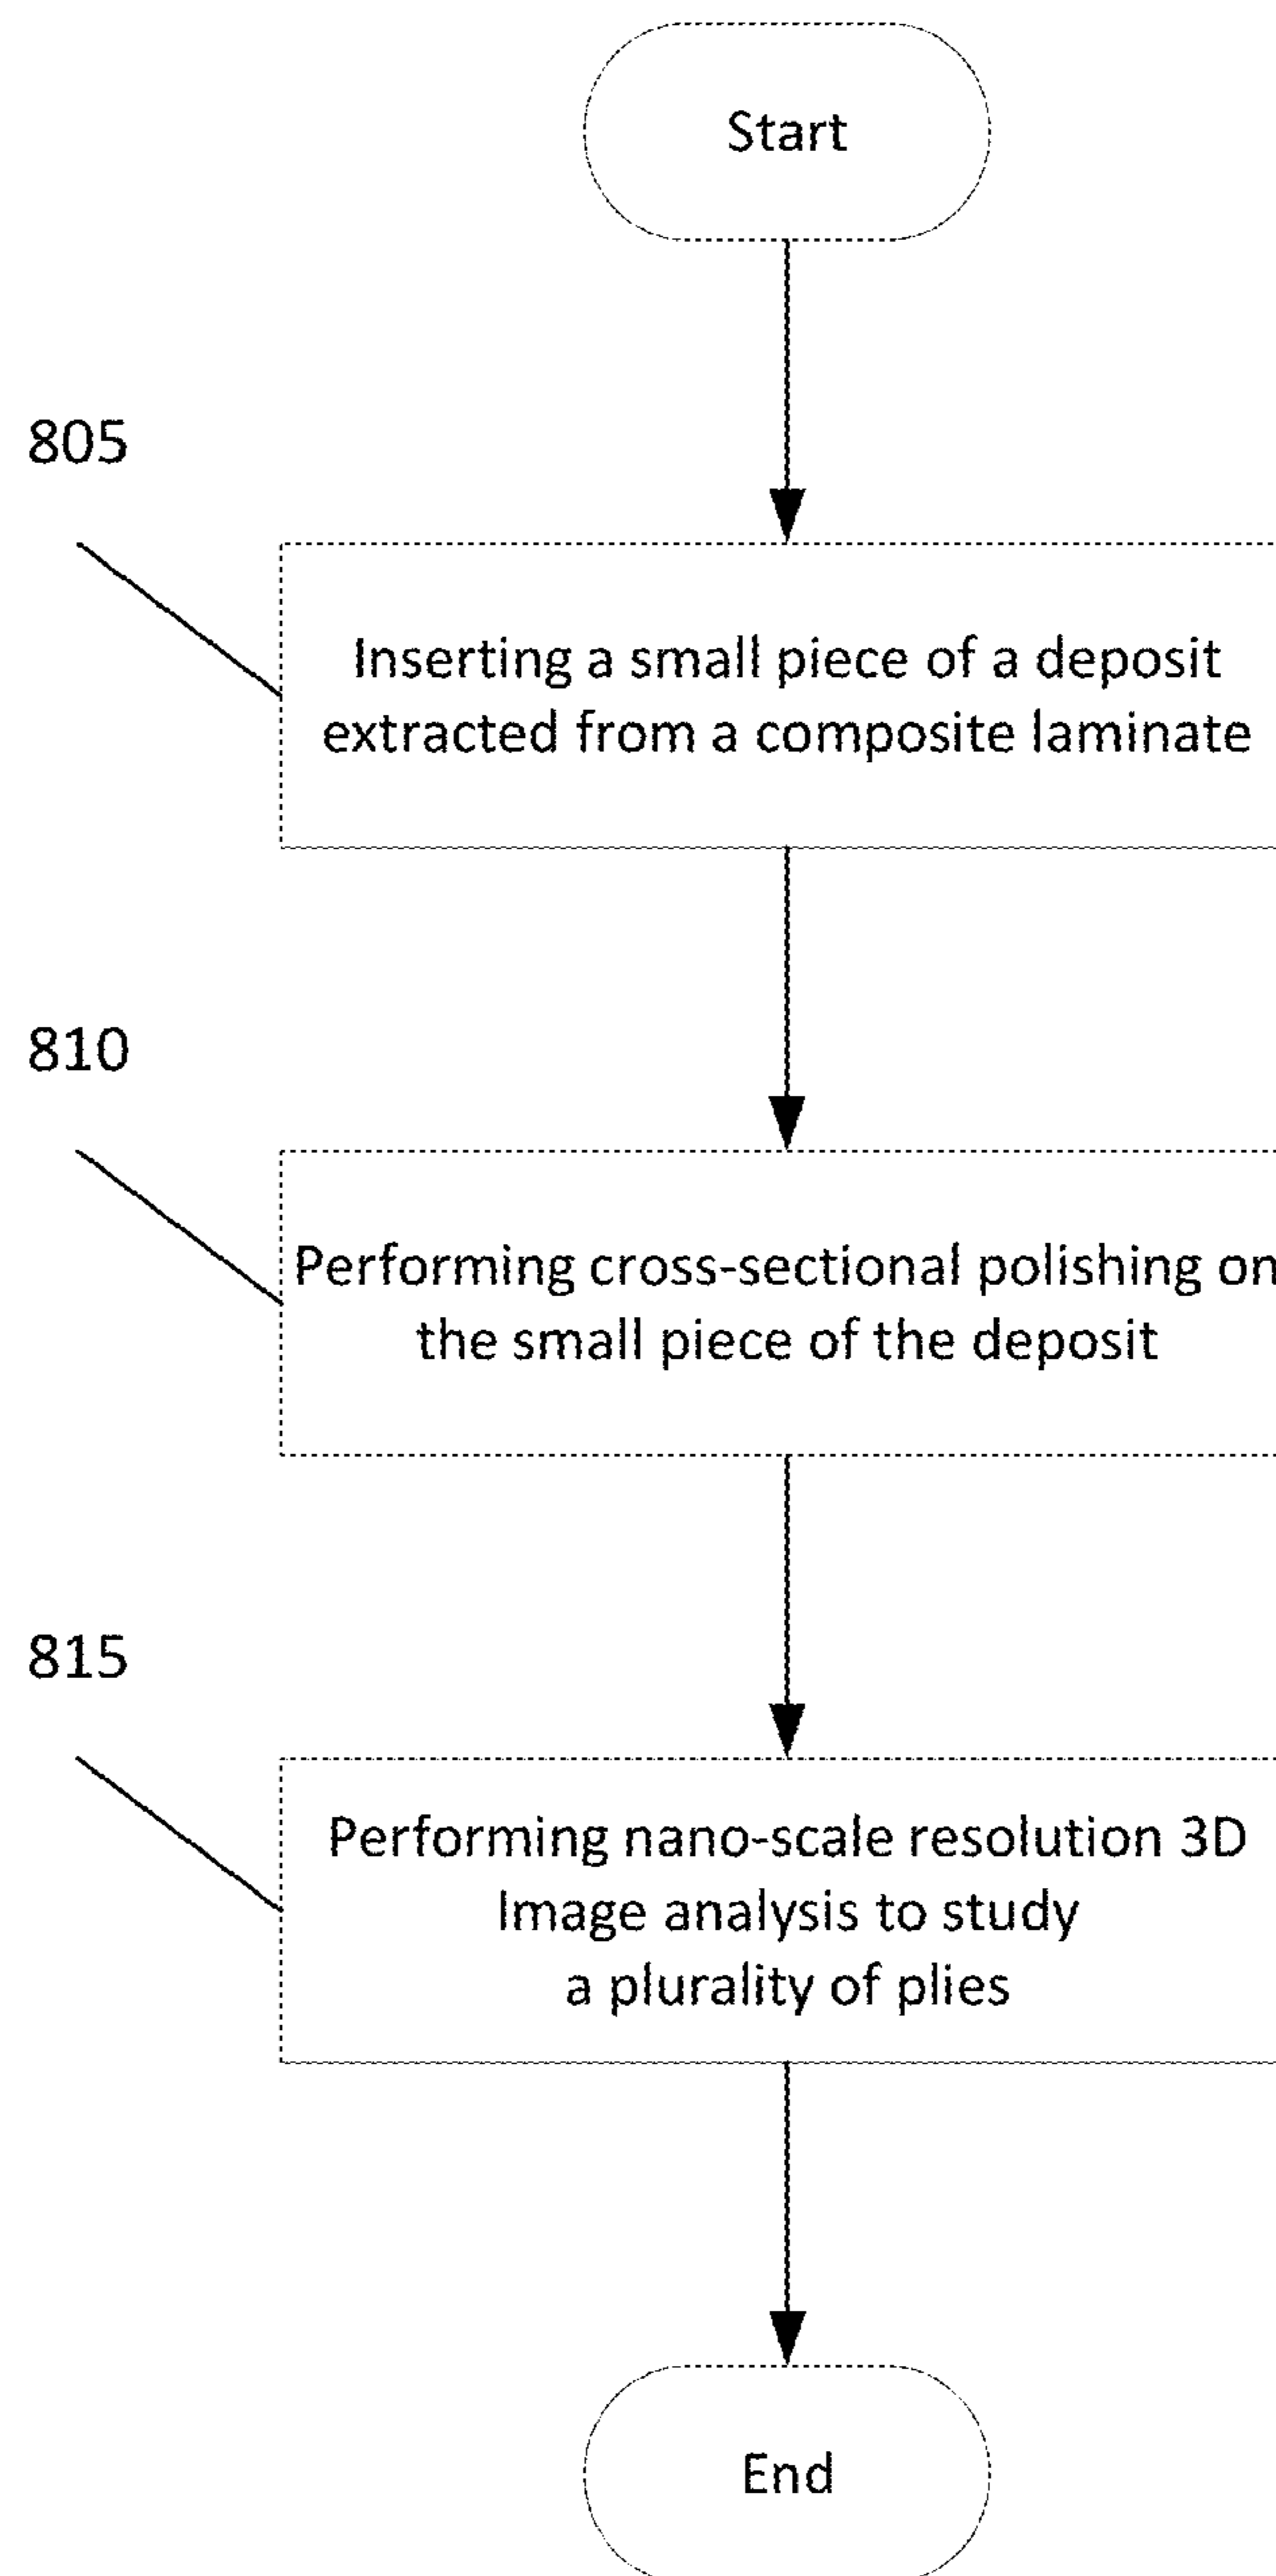 Start
805
Inserting a small piece of a deposit
extracted from a composite laminate
810
Performing cross-sectional polishing on
the small piece of the deposit
815
Performing nano-scale resolution 3D
Image analysis to study
a plurality of plies
End